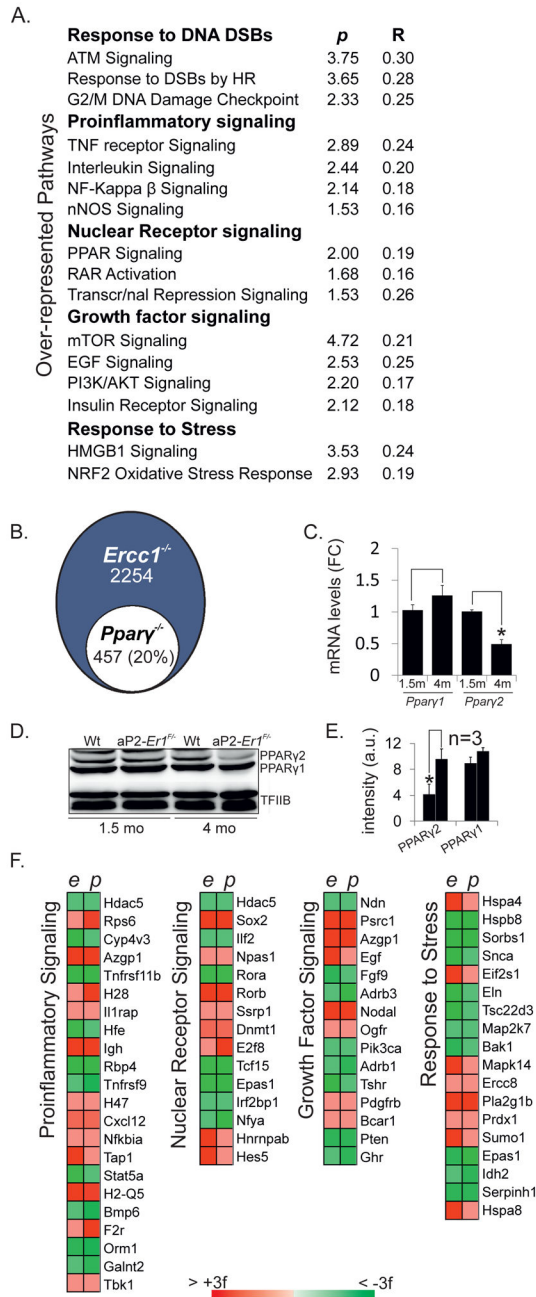 A.
Over-represented Pathways
Response to DNA DSBs p R
ATM Signaling 3.75 0.30
Response to DSBs by HR 3.65 0.28
G2/M DNA Damage Checkpoint 2.33 0.25
Proinflammatory signaling
TNF receptor Signaling 2.89 0.24
Interleukin Signaling 2.44 0.20
NF-Kappa β Signaling 2.14 0.18
nNOS Signaling 1.53 0.16
Nuclear Receptor signaling
PPAR Signaling 2.00 0.19
RAR Activation 1.68 0.16
Transcr/nal Repression Signaling 1.53 0.26
Growth factor signaling
mTOR Signaling 4.72 0.21
EGF Signaling 2.53 0.25
PI3K/AKT Signaling 2.20 0.17
Insulin Receptor Signaling 2.12 0.18
Response to Stress
HMGB1 Signaling 3.53 0.24
NRF2 Oxidative Stress Response 2.93 0.19
B.
Ercc1-/-
2254
Pparγ-/-
457 (20%)
C.
mRNA levels (FC)
2
1.5
1
0.5
0
*
1.5m 4m 1.5m 4m
Pparγ1 Pparγ2
D.
Wt aP2-Er1F/- Wt aP2-Er1F/-
PPARγ2
PPARγ1
TFIIB
1.5 mo 4 mo
E.
intensity (a.u.)
n=3
12
8
4
0
*
PPARγ2 PPARγ1
F.
Proinflammatory Signaling
e p
Hdac5
Rps6
Cyp4v3
Azgp1
Tnfrsf11b
H28
Il1rap
Hfe
Igh
Rbp4
Tnfrsf9
H47
Cxcl12
Nfkbia
Tap1
Stat5a
H2-Q5
Bmp6
F2r
Orm1
Galnt2
Tbk1
Nuclear Receptor Signaling
e p
Hdac5
Sox2
Ilf2
Npas1
Rora
Rorb
Ssrp1
Dnmt1
E2f8
Tcf15
Epas1
Irf2bp1
Nfya
Hnrnpab
Hes5
Growth Factor Signaling
e p
Ndn
Psrc1
Azgp1
Egf
Fgf9
Adrb3
Nodal
Ogfr
Pik3ca
Adrb1
Tshr
Pdgfrb
Bcar1
Pten
Ghr
Response to Stress
e p
Hspa4
Hspb8
Sorbs1
Snca
Eif2s1
Eln
Tsc22d3
Map2k7
Bak1
Mapk14
Ercc8
Pla2g1b
Prdx1
Sumo1
Epas1
Idh2
Serpinh1
Hspa8
> +3f < -3f